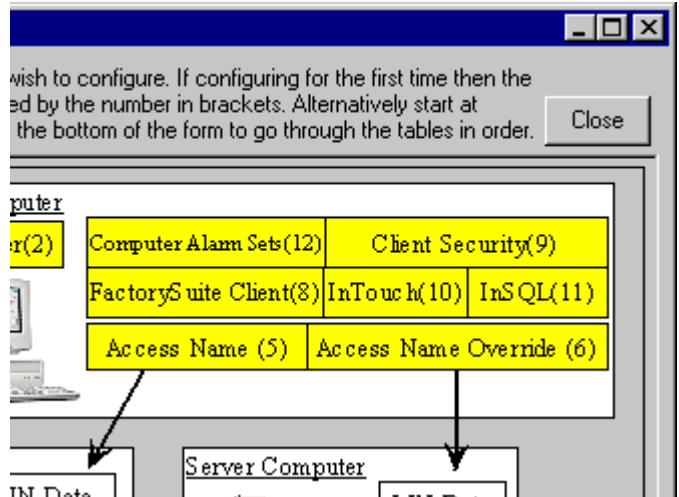 wish to configure. If configuring for the first time then the
ed by the number in brackets. Alternatively start at
the bottom of the form to go through the tables in order.
Close
puter
r(2)
Computer Alarm Sets(12)
Client Security(9)
FactorySuite Client(8)
InTouch(10)
InSQL(11)
Access Name (5)
Access Name Override (6)
Server Computer